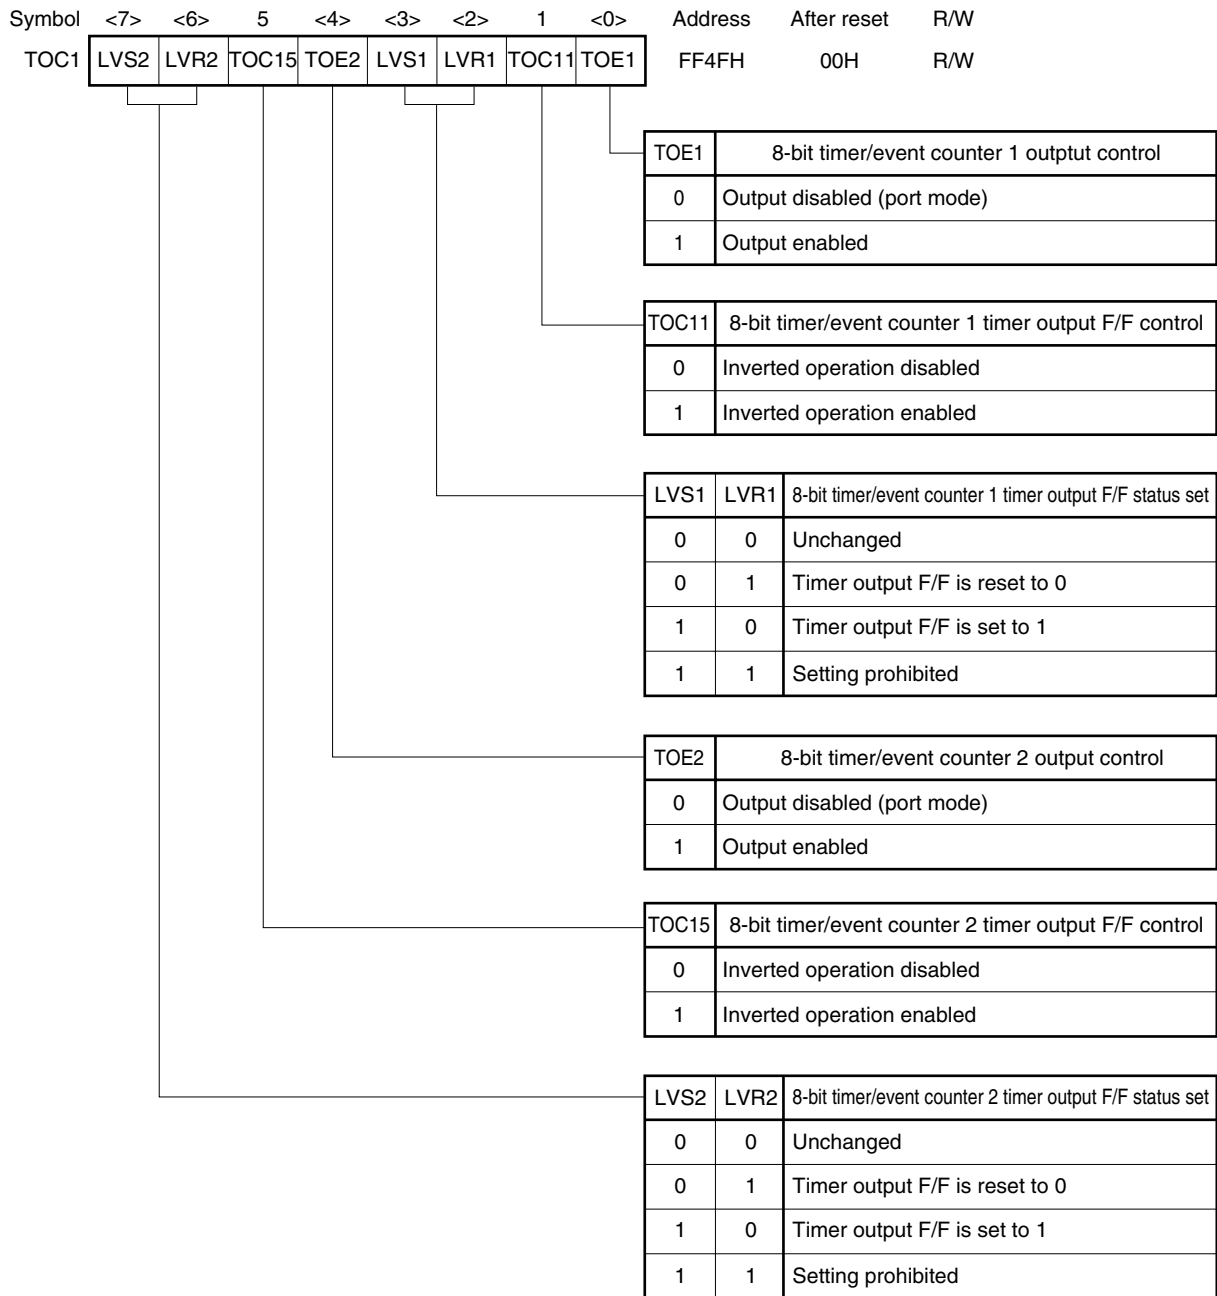 Symbol <7> <6> 5 <4> <3> <2> 1 <0> Address After reset R/W
TOC1 LVS2 LVR2 TOC15 TOE2 LVS1 LVR1 TOC11 TOE1 FF4FH 00H R/W
TOE1 8-bit timer/event counter 1 outptut control
0 Output disabled (port mode)
1 Output enabled
TOC11 8-bit timer/event counter 1 timer output F/F control
0 Inverted operation disabled
1 Inverted operation enabled
LVS1 LVR1 8-bit timer/event counter 1 timer output F/F status set
0 0 Unchanged
0 1 Timer output F/F is reset to 0
1 0 Timer output F/F is set to 1
1 1 Setting prohibited
TOE2 8-bit timer/event counter 2 output control
0 Output disabled (port mode)
1 Output enabled
TOC15 8-bit timer/event counter 2 timer output F/F control
0 Inverted operation disabled
1 Inverted operation enabled
LVS2 LVR2 8-bit timer/event counter 2 timer output F/F status set
0 0 Unchanged
0 1 Timer output F/F is reset to 0
1 0 Timer output F/F is set to 1
1 1 Setting prohibited